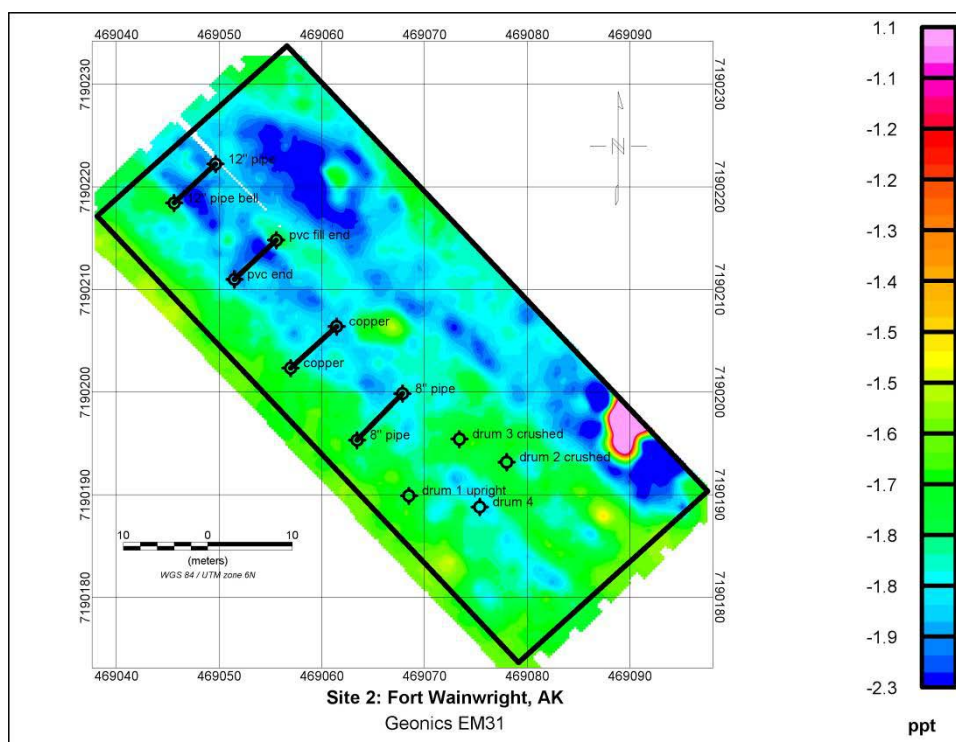 469040 469050 469060 469070 469080 469090
7190230
7190220
7190210
7190200
7190190
7190180
7190230
7190220
7190210
7190200
7190190
7190180
N
12" pipe
12" pipe bell
pvc fill end
pvc end
copper
copper
8" pipe
8" pipe
drum 3 crushed
drum 2 crushed
drum 1 upright
drum 4
10 0 10
(meters)
WGS 84 / UTM zone 6N
469040 469050 469060 469070 469080 469090
Site 2: Fort Wainwright, AK
Geonics EM31
1.1
-1.1
-1.2
-1.2
-1.3
-1.4
-1.5
-1.5
-1.6
-1.7
-1.8
-1.8
-1.9
-2.3
ppt